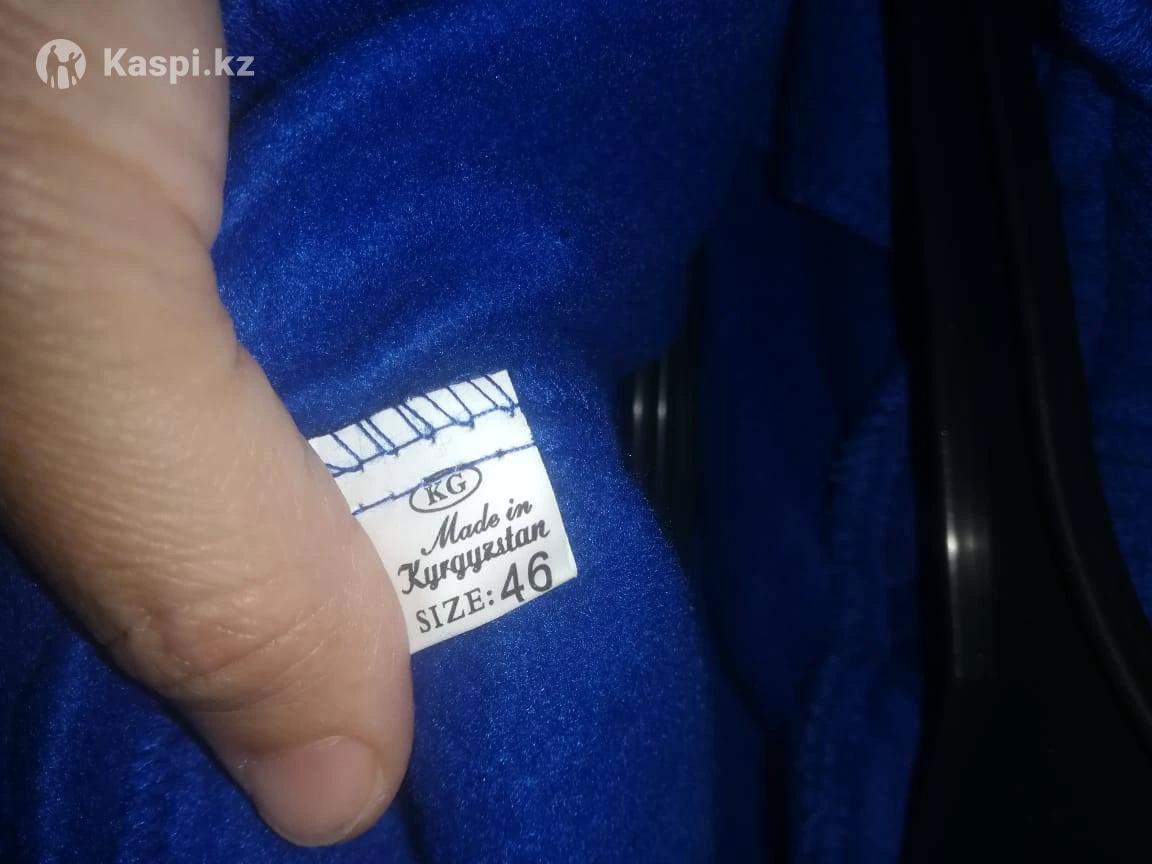 Kaspi.kz
KG
Made in
Kyrgyzstan
SIZE: 46